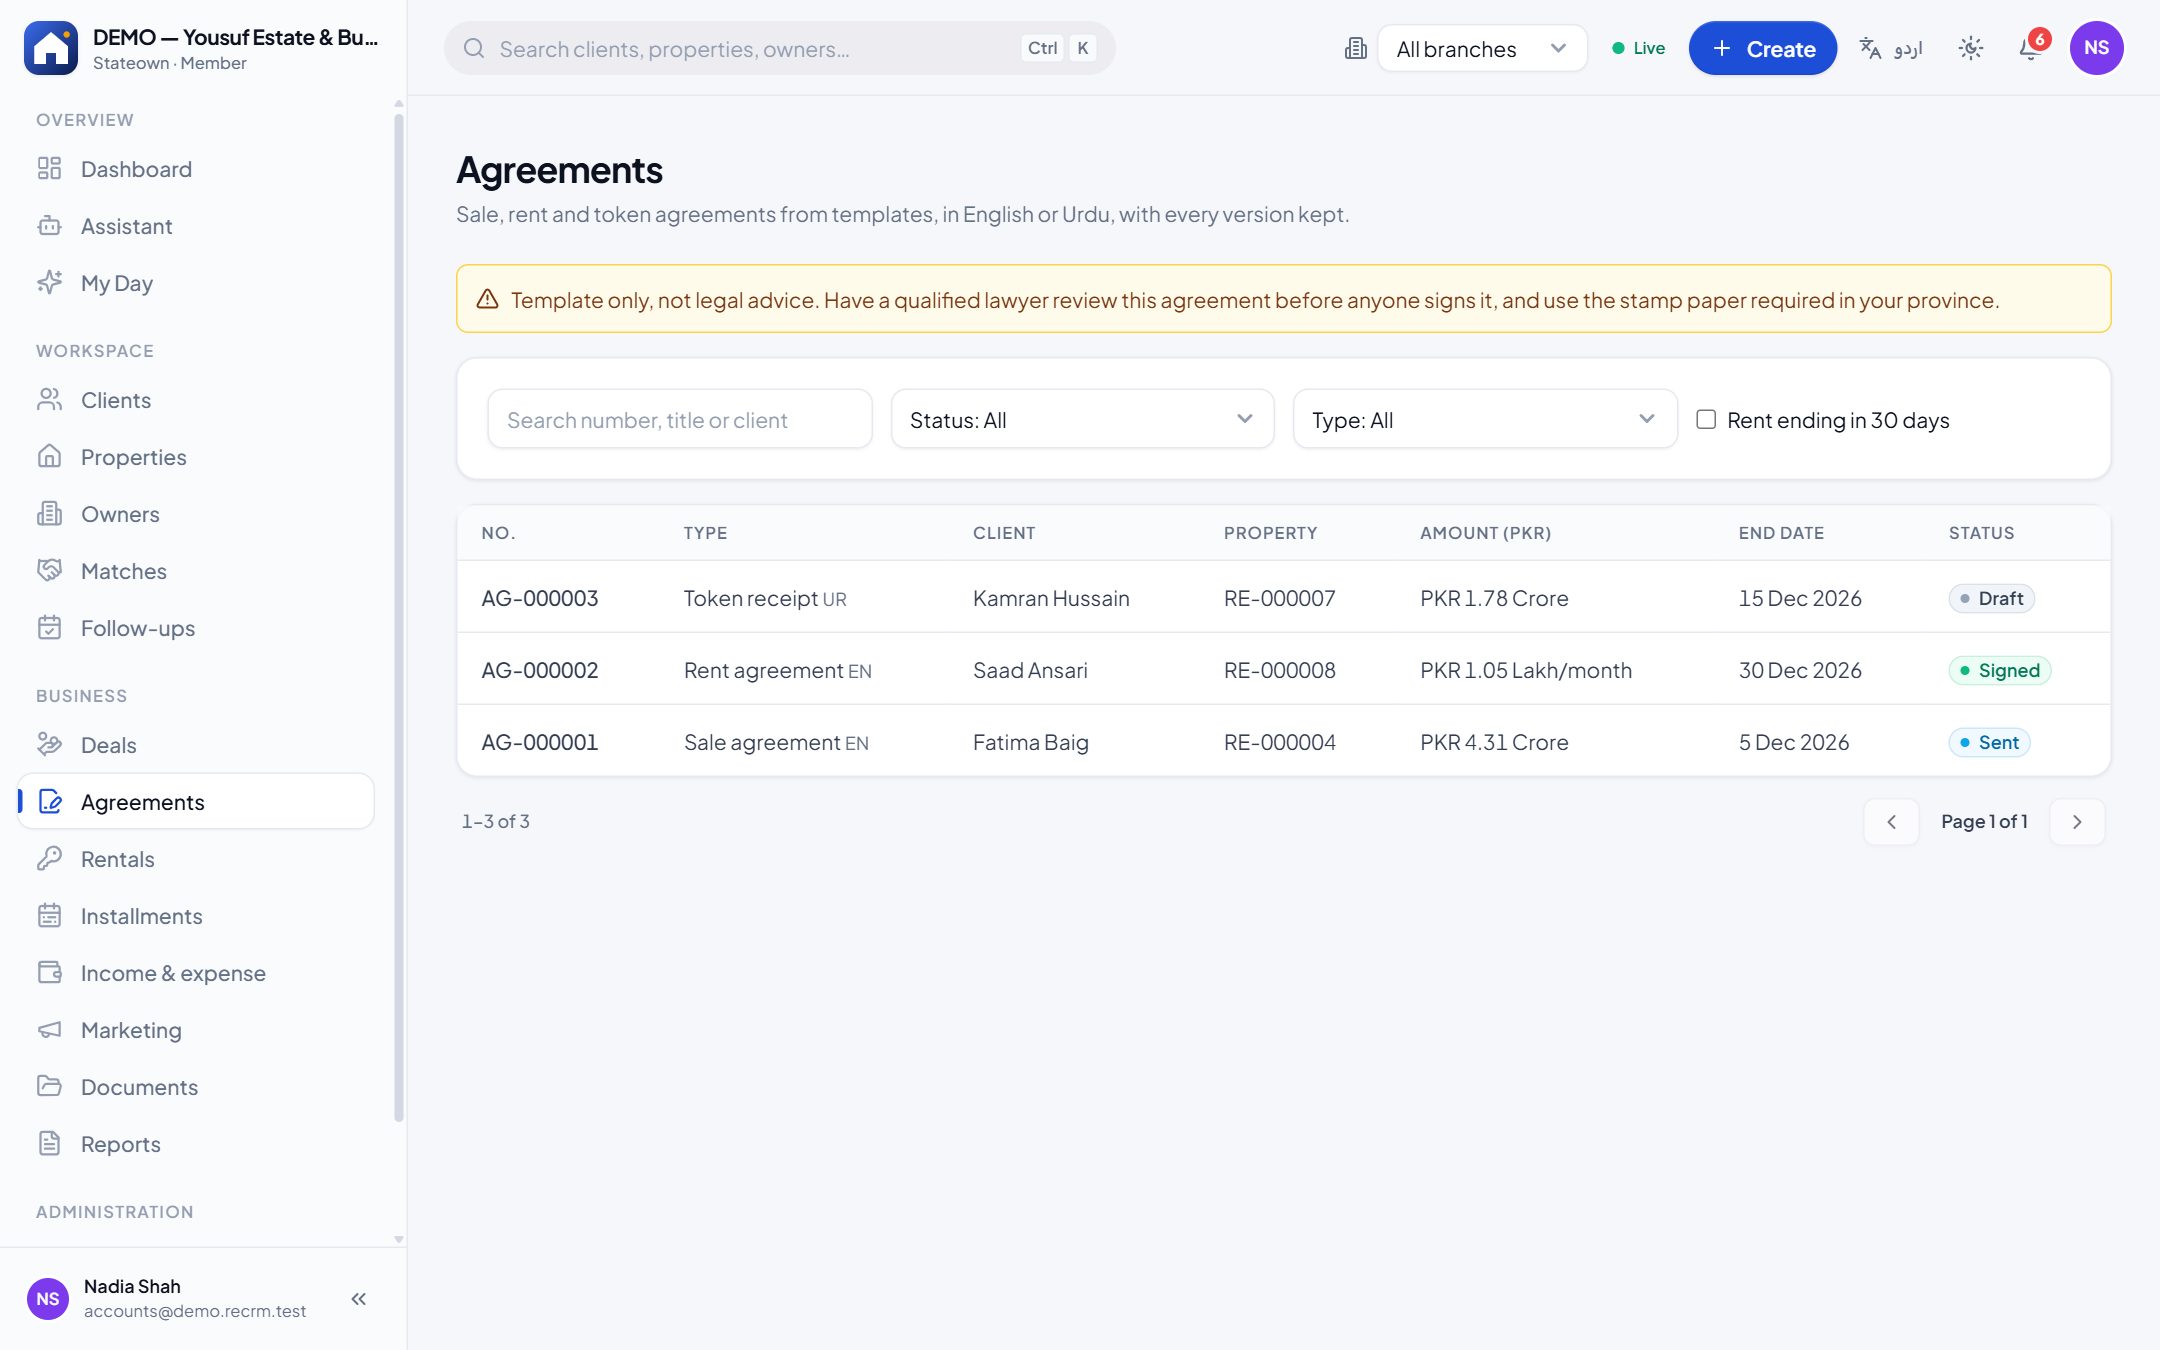 DEMO — Yousuf Estate & Bu...
Stateown · Member
OVERVIEW
Dashboard
Assistant
My Day
WORKSPACE
Clients
Properties
Owners
Matches
Follow-ups
BUSINESS
Deals
Agreements
Rentals
Installments
Income & expense
Marketing
Documents
Reports
ADMINISTRATION
NS
Nadia Shah
accounts@demo.recrm.test
Search clients, properties, owners... Ctrl K
All branches
Live
Create
اردو
6
NS
Agreements
Sale, rent and token agreements from templates, in English or Urdu, with every version kept.
Template only, not legal advice. Have a qualified lawyer review this agreement before anyone signs it, and use the stamp paper required in your province.
Search number, title or client
Status: All
Type: All
Rent ending in 30 days
NO. TYPE CLIENT PROPERTY AMOUNT (PKR) END DATE STATUS
AG-000003 Token receipt UR Kamran Hussain RE-000007 PKR 1.78 Crore 15 Dec 2026 Draft
AG-000002 Rent agreement EN Saad Ansari RE-000008 PKR 1.05 Lakh/month 30 Dec 2026 Signed
AG-000001 Sale agreement EN Fatima Baig RE-000004 PKR 4.31 Crore 5 Dec 2026 Sent
1–3 of 3
Page 1 of 1